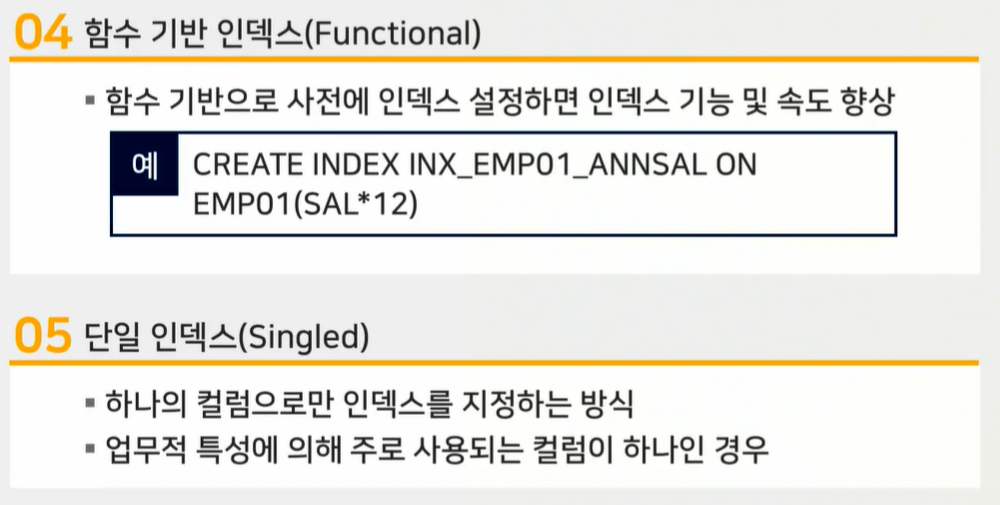 04 함수 기반 인덱스(Functional)
▪ 함수 기반으로 사전에 인덱스 설정하면 인덱스 기능 및 속도 향상
예 CREATE INDEX INX_EMP01_ANNSAL ON
EMP01(SAL*12)
05 단일 인덱스(Singled)
▪ 하나의 컬럼으로만 인덱스를 지정하는 방식
▪ 업무적 특성에 의해 주로 사용되는 컬럼이 하나인 경우